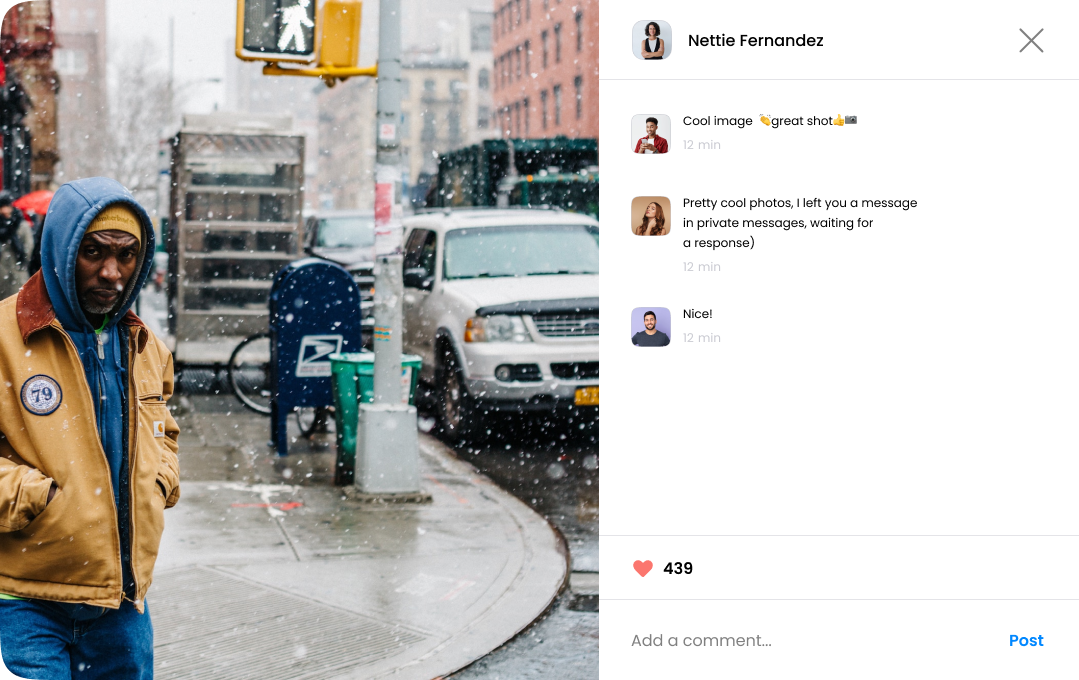 Nettie Fernandez
Cool image 👏great shot👍📷
12 min
Pretty cool photos, I left you a message
in private messages, waiting for
a response)
12 min
Nice!
12 min
439
Add a comment...
Post
79